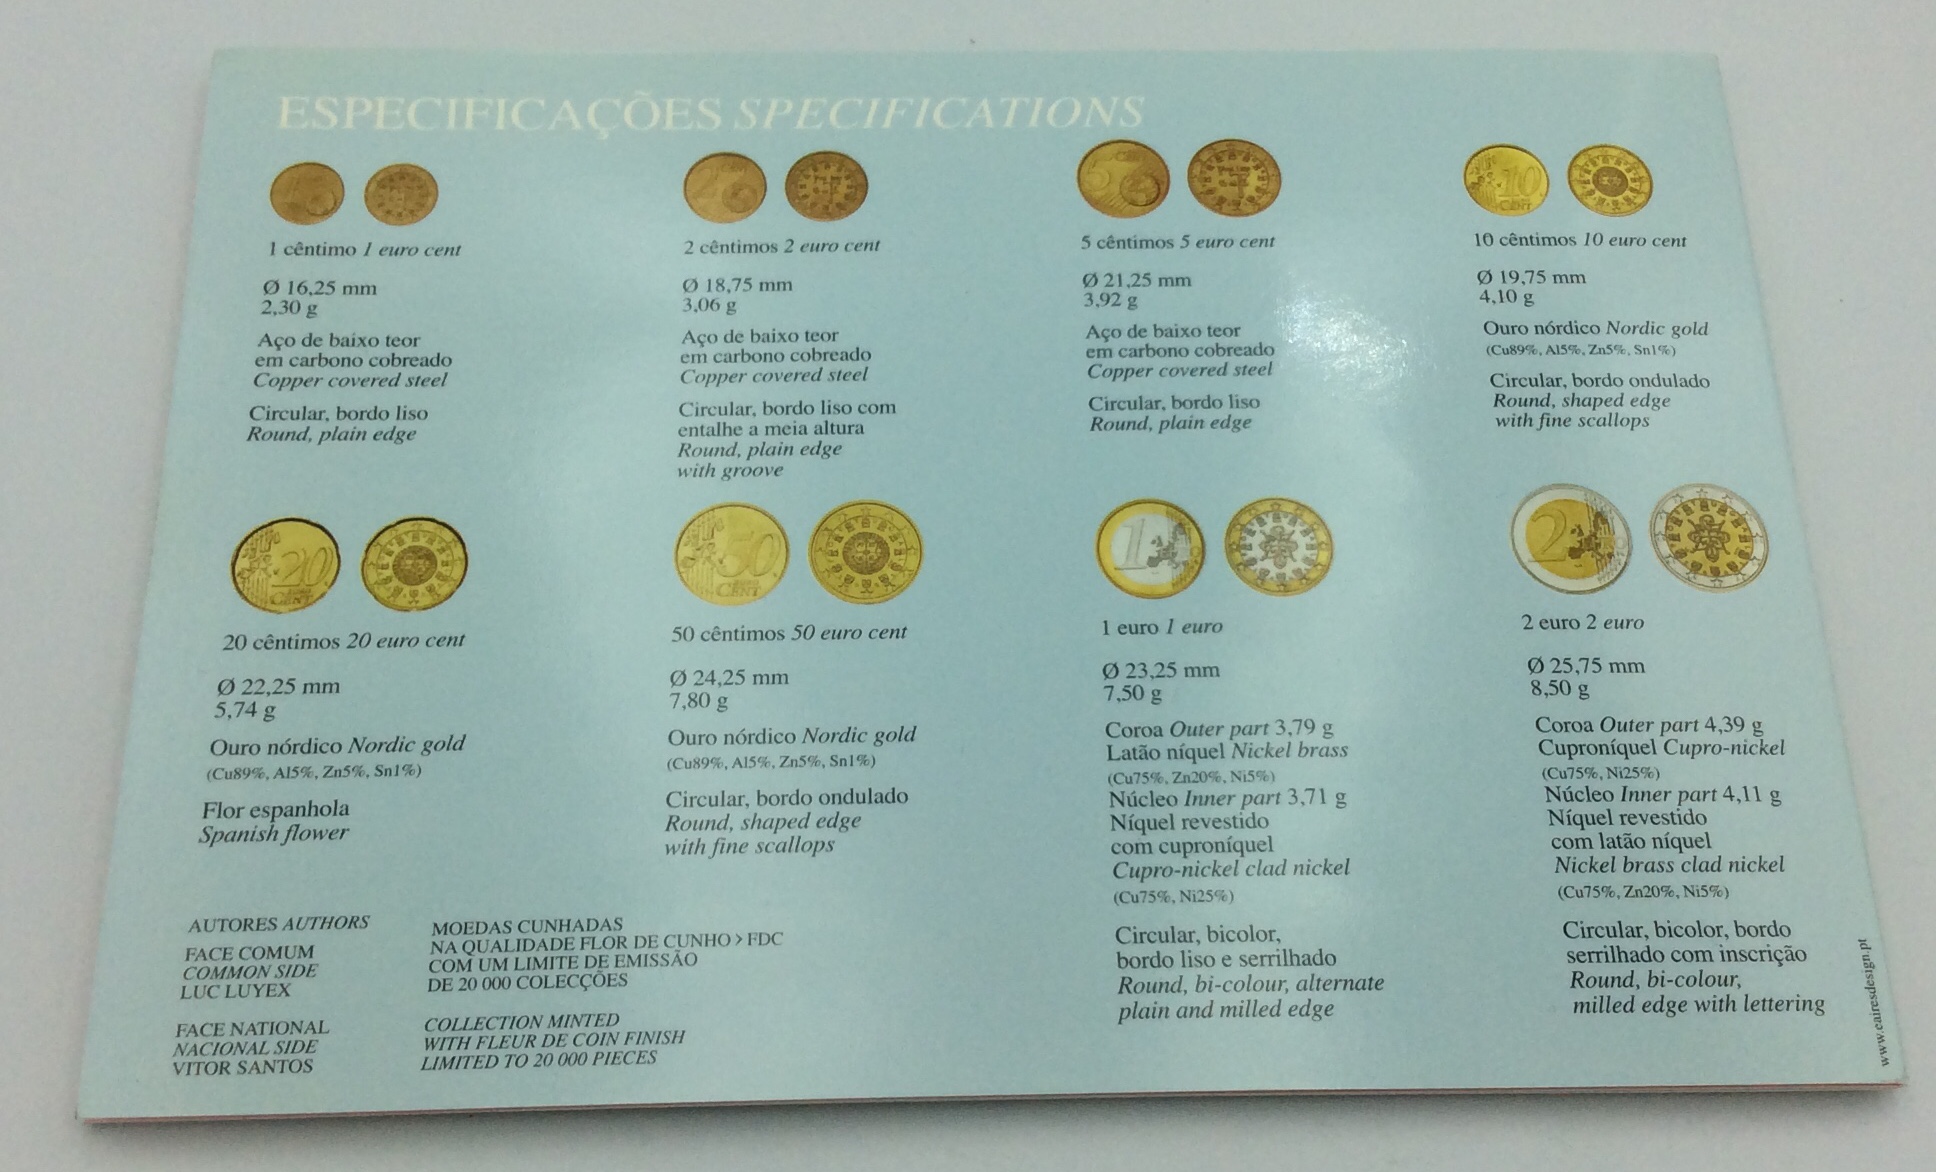 ESPECIFICAÇÕES SPECIFICATIONS
1 cêntimo 1 euro cent
Ø 16,25 mm
2,30 g
Aço de baixo teor
em carbono cobreado
Copper covered steel
Circular, bordo liso
Round, plain edge
2 cêntimos 2 euro cent
Ø 18,75 mm
3,06 g
Aço de baixo teor
em carbono cobreado
Copper covered steel
Circular, bordo liso com
entalhe a meia altura
Round, plain edge
with groove
5 cêntimos 5 euro cent
Ø 21,25 mm
3,92 g
Aço de baixo teor
em carbono cobreado
Copper covered steel
Circular, bordo liso
Round, plain edge
10 cêntimos 10 euro cent
Ø 19,75 mm
4,10 g
Ouro nórdico Nordic gold
(Cu89%, Al5%, Zn5%, Sn1%)
Circular, bordo ondulado
Round, shaped edge
with fine scallops
20 cêntimos 20 euro cent
Ø 22,25 mm
5,74 g
Ouro nórdico Nordic gold
(Cu89%, Al5%, Zn5%, Sn1%)
Flor espanhola
Spanish flower
50 cêntimos 50 euro cent
Ø 24,25 mm
7,80 g
Ouro nórdico Nordic gold
(Cu89%, Al5%, Zn5%, Sn1%)
Circular, bordo ondulado
Round, shaped edge
with fine scallops
1 euro 1 euro
Ø 23,25 mm
7,50 g
Coroa Outer part 3,79 g
Latão níquel Nickel brass
(Cu75%, Zn20%, Ni5%)
Núcleo Inner part 3,71 g
Níquel revestido
com cuproníquel
Cupro-nickel clad nickel
(Cu75%, Ni25%)
Circular, bicolor,
bordo liso e serrilhado
Round, bi-colour, alternate
plain and milled edge
2 euro 2 euro
Ø 25,75 mm
8,50 g
Coroa Outer part 4,39 g
Cuproníquel Cupro-nickel
(Cu75%, Ni25%)
Núcleo Inner part 4,11 g
Níquel revestido
com latão níquel
Nickel brass clad nickel
(Cu75%, Zn20%, Ni5%)
Circular, bicolor, bordo
serrilhado com inscrição
Round, bi-colour,
milled edge with lettering
AUTORES AUTHORS
FACE COMUM
COMMON SIDE
LUC LUYEX
FACE NATIONAL
NACIONAL SIDE
VITOR SANTOS
MOEDAS CUNHADAS
NA QUALIDADE FLOR DE CUNHO > FDC
COM UM LIMITE DE EMISSÃO
DE 20 000 COLECÇÕES
COLLECTION MINTED
WITH FLEUR DE COIN FINISH
LIMITED TO 20 000 PIECES
www.cairesdesign.pt